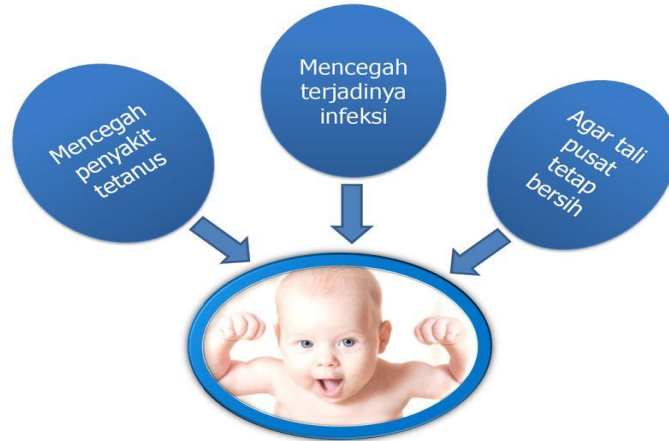 Mencegah
penyakit
tetanus
Mencegah
terjadinya
infeksi
Agar tali
pusat
tetap
bersih